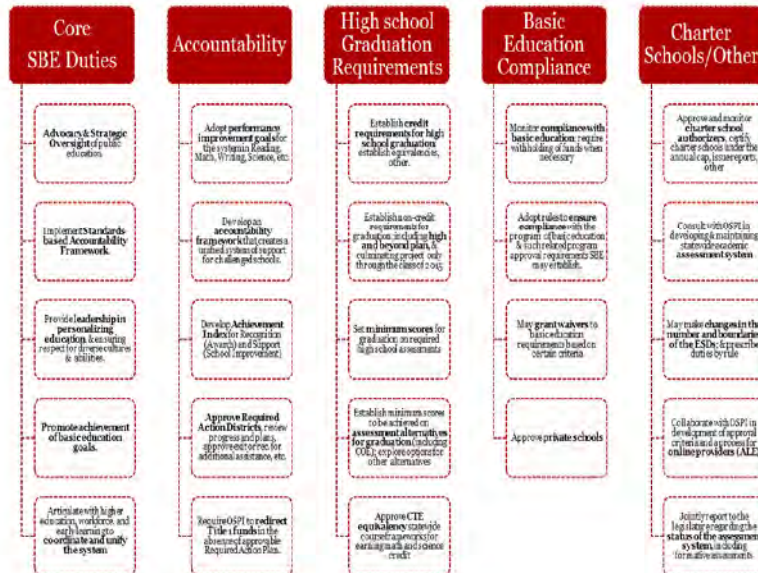 Core
SBE Duties
Advocacy & Strategic
Oversight of public
education
Implement Standards
based Accountability
Framework.
Provide leadership in
personalizing
education, & ensuring
respect for diverse cultures
& abilities.
Promote achievement
of basic education
goals.
Articulate with higher
education, workforce, and
early learning to
coordinate and unify
the system
Accountability
Adopt performance
improvement goals for
the system in Reading,
Math, Writing, Science, etc
Develop an
accountability
framework that creates a
unified system of support
for challenged schools.
Develop Achievement
Index for Recognition
(Awards) and Support
(School Improvement)
Approve Required
Action Districts, review
progress and plans,
approve exit or rec. for
additional assistance, etc.
Require OSPI to redirect
Title 1 funds in the
absence of approvable
Required Action Plan.
High school
Graduation
Requirements
Establish credit
requirements for high
school graduation
establish equivalencies,
other.
Establish on-credit
requirements for
graduation, including high
and beyond plan, &
culminating project only
through the class of 2015
Set minimum scores for
graduation on required
high school assessments
Establish minimum scores
to be achieved on
assessment alternatives
for graduation (including
COE); explore options for
other alternatives
Approve CTE
equivalency statewide
course frameworks for
earning math and science
credit
Basic
Education
Compliance
Monitor compliance with
basic education; require
withholding of funds when
necessary
Adopt rules to ensure
compliance with the
program of basic education
& such related program
approval requirements SBE
may establish.
May grant waivers to
basic education
requirements based on
certain criteria.
Approve private schools
Charter
Schools/Other
Approve and monitor
charter school
authorizers, certify
charter schools under the
annual cap, issue reports,
other
Consult with OSPI in
developing & maintaining
statewide academic
assessment system
May make changes in the
number and boundaries
of the ESDs; & prescribe
duties by rule
Collaborate with OSPI in
development of approval
criteria and a process for
online providers (ALE)
Jointly report to the
legislature regarding the
status of the assessment
system, including
formative assessments